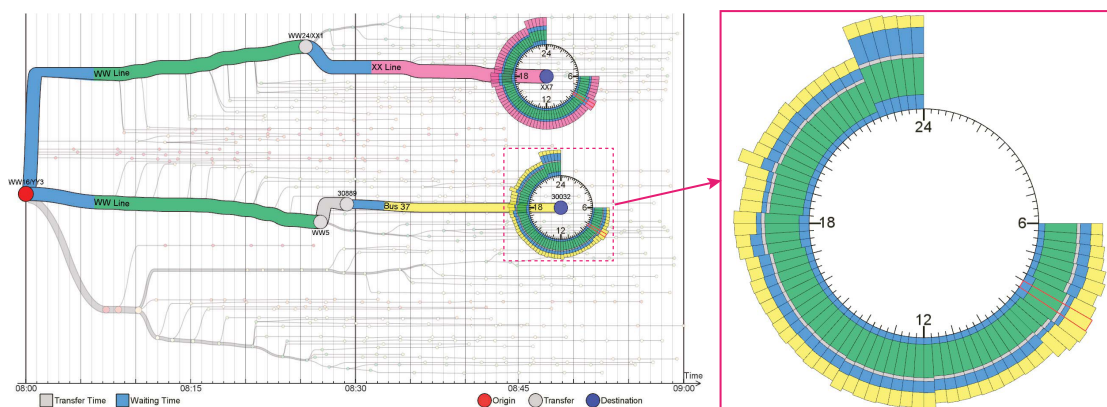 WW24/XX1
WW Line
XX Line
24
18
6
XX7
12
WW16/YY3
WW Line
30889
Bus 37
WW5
24
18
30032
6
12
24
18
6
12
Time
08:00
08:15
08:30
08:45
09:00
Transfer Time
Waiting Time
Origin
Transfer
Destination